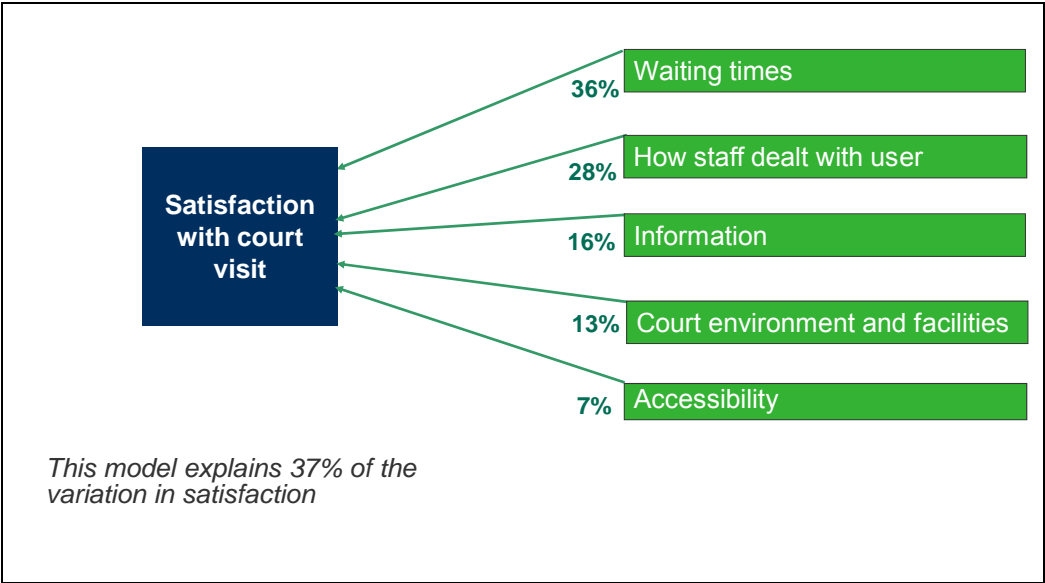 36%
Waiting times
28%
How staff dealt with user
Satisfaction
with court
visit
16%
Information
13%
Court environment and facilities
7%
Accessibility
This model explains 37% of the
variation in satisfaction